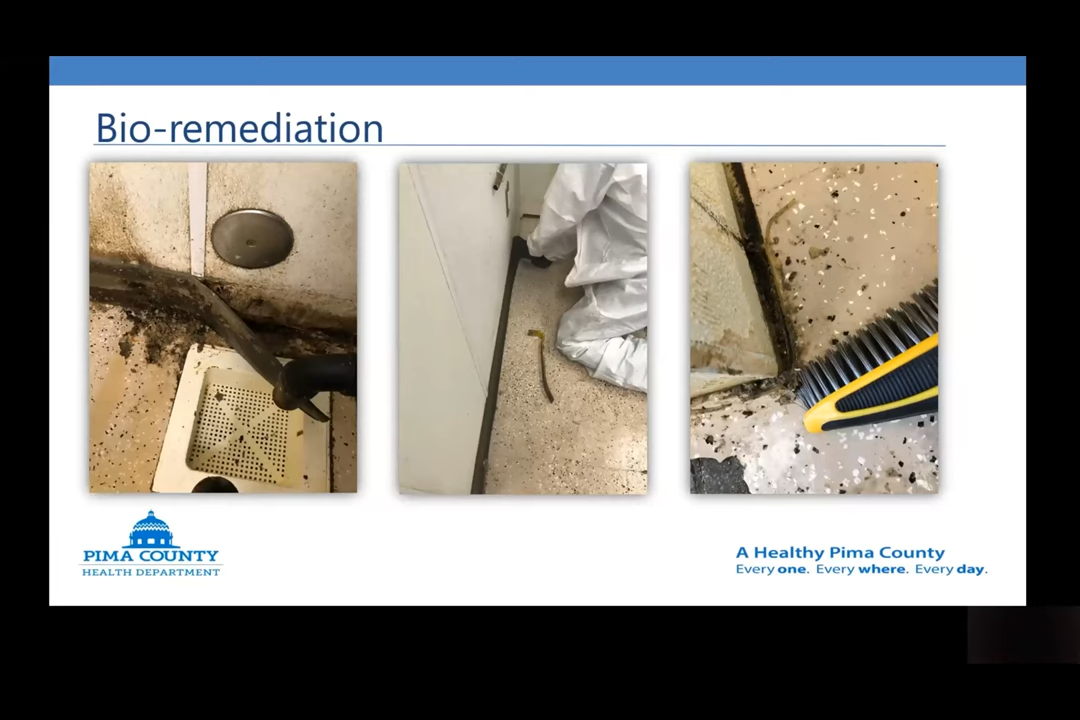 Bio-remediation
PIMA COUNTY
HEALTH DEPARTMENT
A Healthy Pima County
Every one. Every where. Every day.